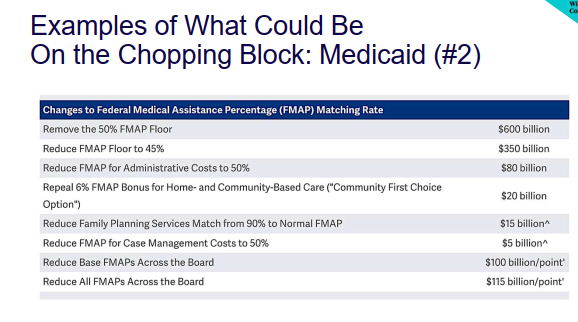 Examples of What Could Be
On the Chopping Block: Medicaid (#2)
Changes to Federal Medical Assistance Percentage (FMAP) Matching Rate
Remove the 50% FMAP Floor $600 billion
Reduce FMAP Floor to 45% $350 billion
Reduce FMAP for Administrative Costs to 50% $80 billion
Repeal 6% FMAP Bonus for Home- and Community-Based Care ("Community First Choice
Option") $20 billion
Reduce Family Planning Services Match from 90% to Normal FMAP $15 billion^
Reduce FMAP for Case Management Costs to 50% $5 billion^
Reduce Base FMAPs Across the Board $100 billion/point'
Reduce All FMAPs Across the Board $115 billion/point'